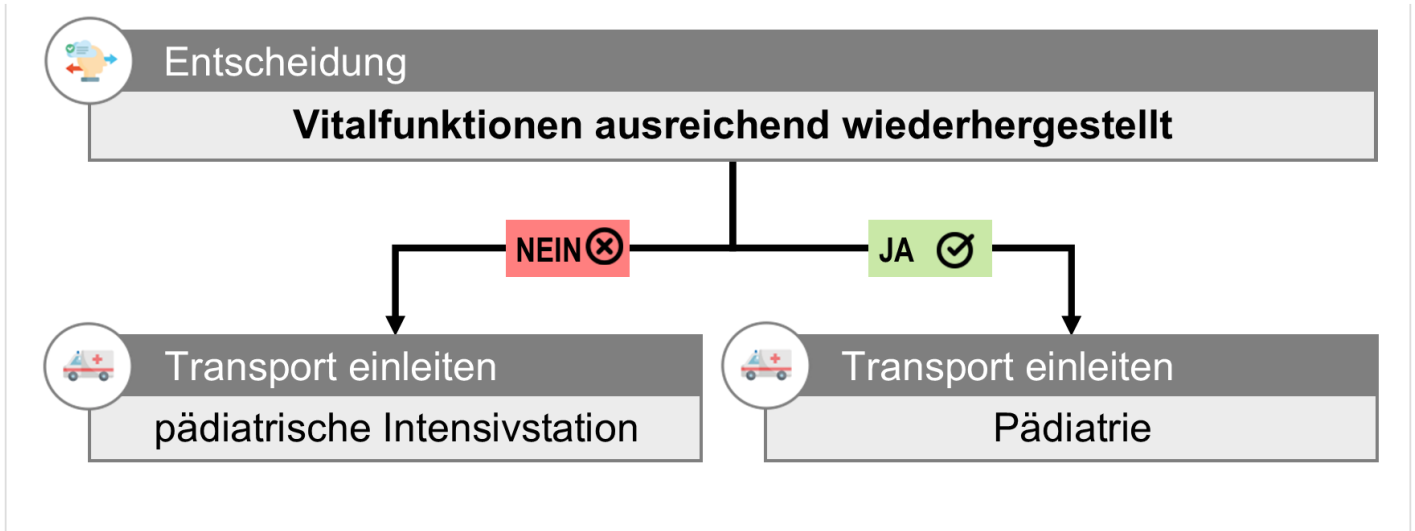 Entscheidung
Vitalfunktionen ausreichend wiederhergestellt
NEIN
JA
Transport einleiten
pädiatrische Intensivstation
Transport einleiten
Pädiatrie